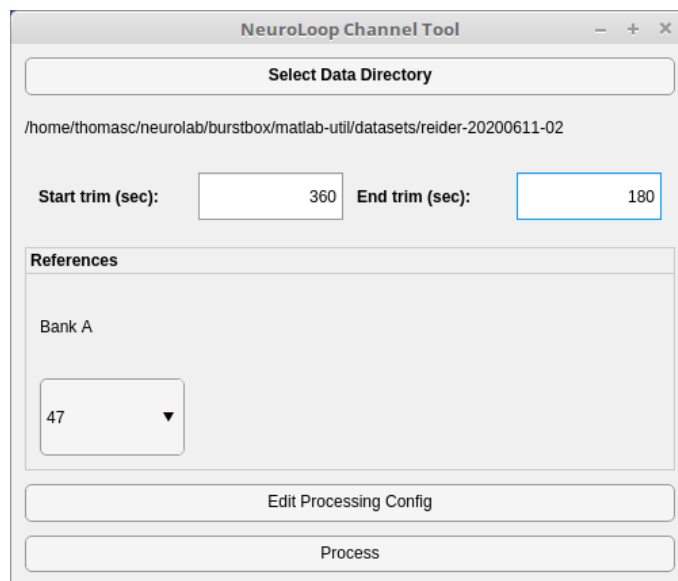 NeuroLoop Channel Tool
Select Data Directory
/home/thomasc/neurolab/burstbox/matlab-util/datasets/reider-20200611-02
Start trim (sec): 360 End trim (sec): 180
References
Bank A
47
Edit Processing Config
Process